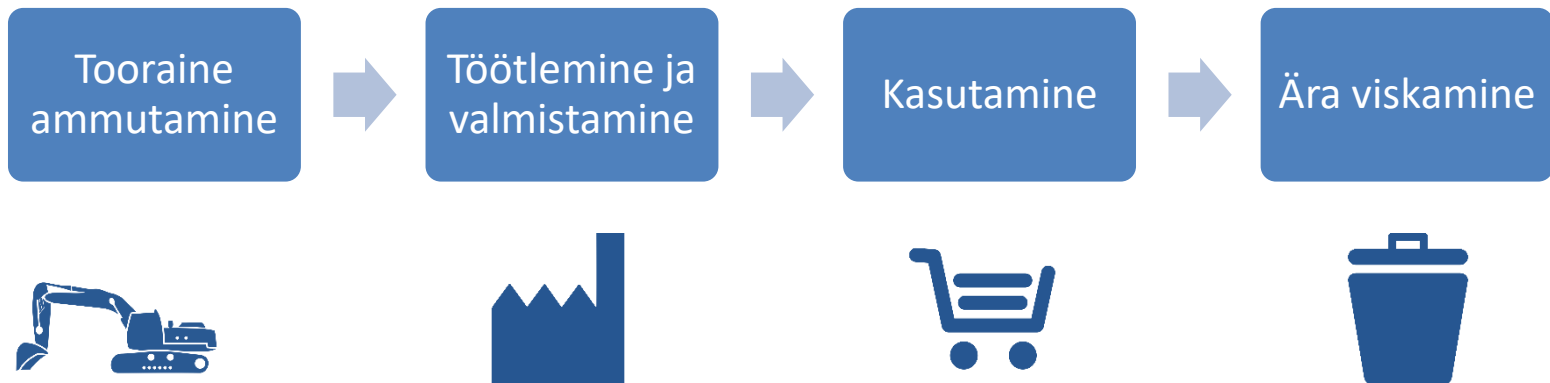 Tooraine
ammutamine
Töötlemine ja
valmistamine
Kasutamine
Ära viskamine